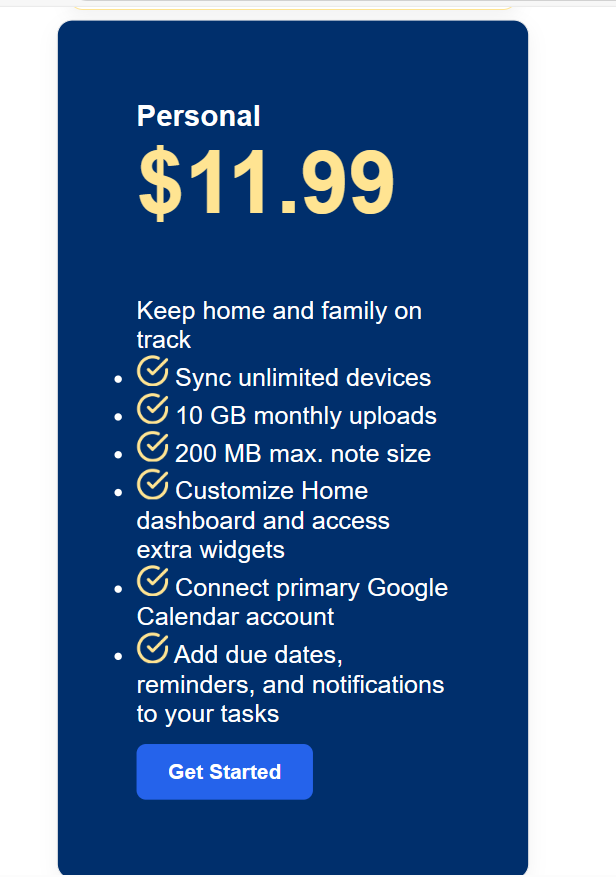 Personal
$11.99
Keep home and family on
track
Sync unlimited devices
10 GB monthly uploads
200 MB max. note size
Customize Home
dashboard and access
extra widgets
Connect primary Google
Calendar account
Add due dates,
reminders, and notifications
to your tasks
Get Started